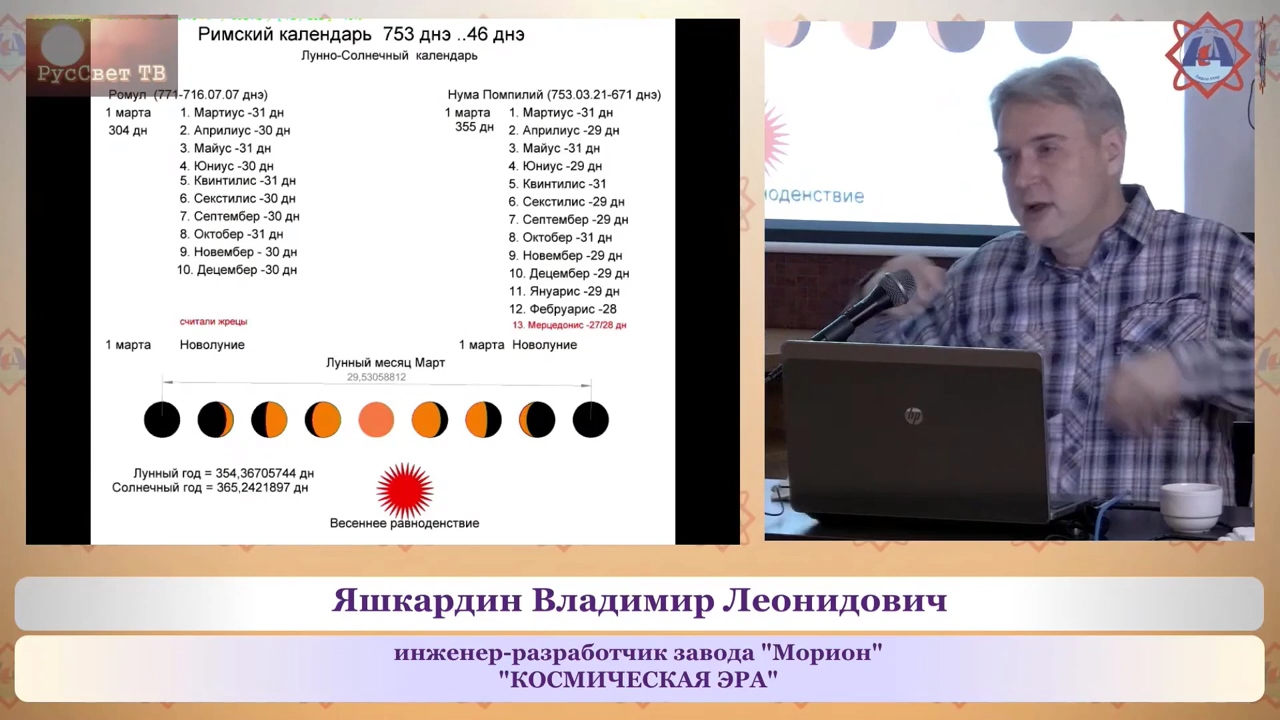 Римский календарь 753 днэ ..46 днэ
Лунно-Солнечный календарь
РусСвет ТВ
Ромул (771-716.07.07 днэ)
1 марта
304 дн
1. Мартиус -31 дн
2. Априлиус -30 дн
3. Майус -31 дн
4. Юниус -30 дн
5. Квинтилис -31 дн
6. Секстилис -30 дн
7. Септембер -30 дн
8. Октобер -31 дн
9. Новембер - 30 дн
10. Децембер -30 дн
считали жрецы
1 марта Новолуние
Нума Помпилий (753.03.21-671 днэ)
1 марта
355 дн
1. Мартиус -31 дн
2. Априлиус -29 дн
3. Майус -31 дн
4. Юниус -29 дн
5. Квинтилис -31
6. Секстилис -29 дн
7. Септембер -29 дн
8. Октобер -31 дн
9. Новембер -29 дн
10. Децембер -29 дн
11. Януарис -29 дн
12. Фебруарис -28
13. Мерцедонис -27/28 дн
1 марта Новолуние
Лунный месяц Март
29,53058812
Лунный год = 354,36705744 дн
Солнечный год = 365,2421897 дн
Весеннее равноденствие
ноденствие
hp
Яшкардин Владимир Леонидович
инженер-разработчик завода "Морион"
"КОСМИЧЕСКАЯ ЭРА"